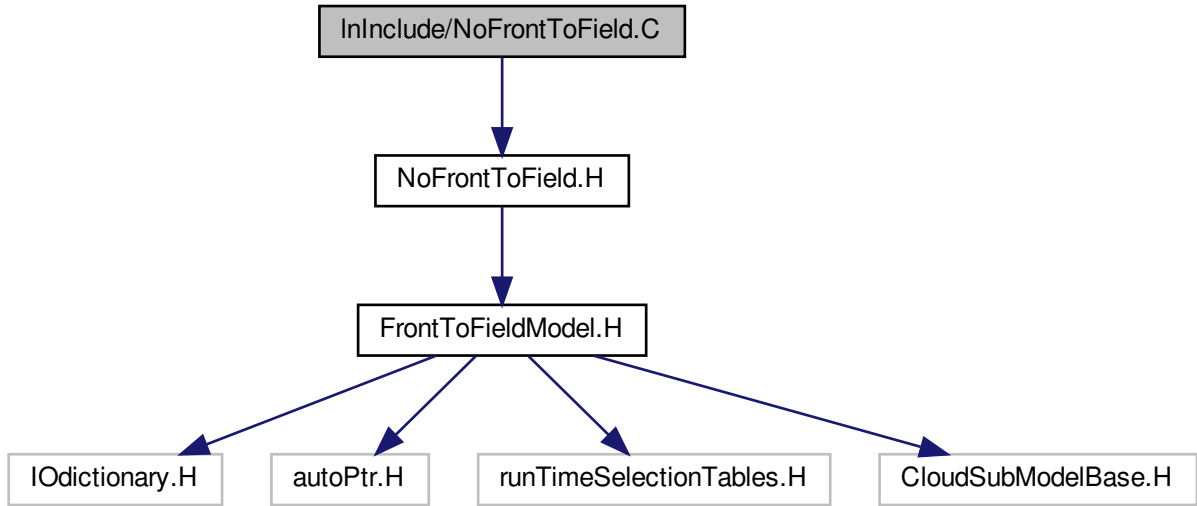 lnInclude/NoFrontToField.C
NoFrontToField.H
FrontToFieldModel.H
IOdictionary.H
autoPtr.H
runTimeSelectionTables.H
CloudSubModelBase.H